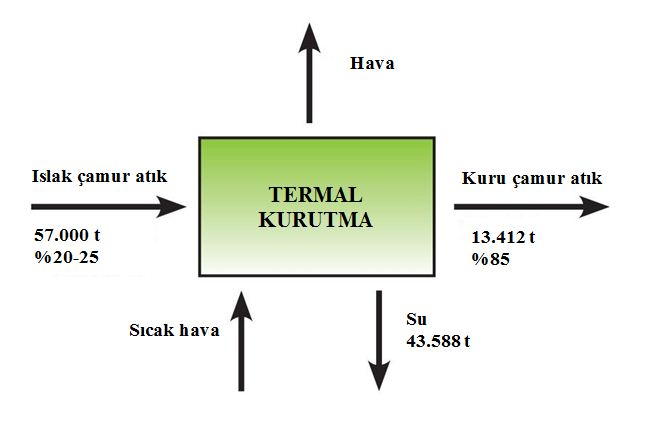 Hava
Islak çamur atık
57.000 t
%20-25
TERMAL
KURUTMA
Kuru çamur atık
13.412 t
%85
Sıcak hava
Su
43.588 t